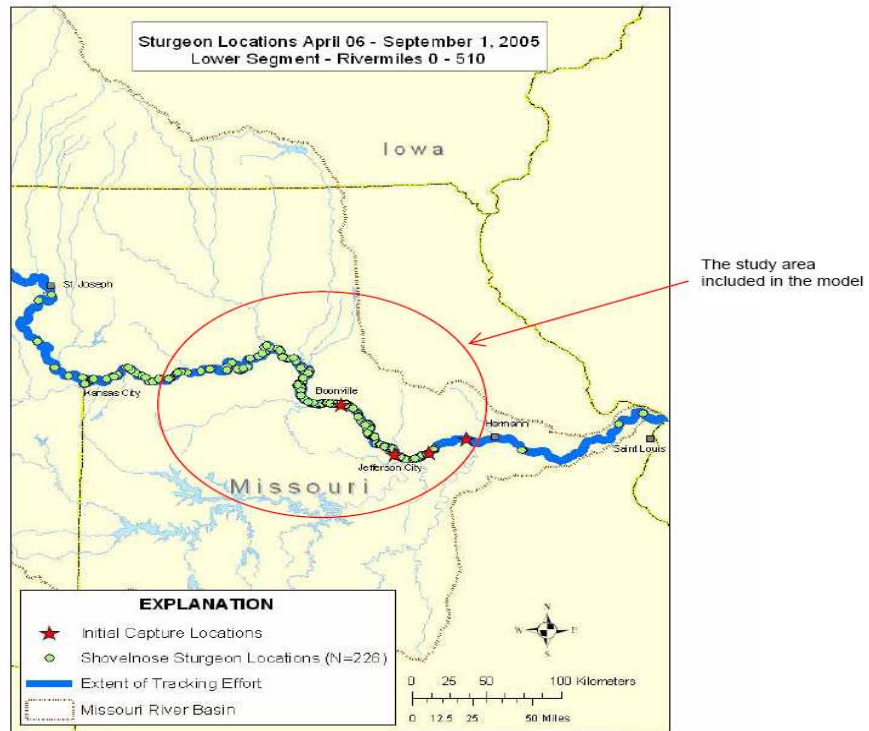 Sturgeon Locations April 06 - September 1, 2005
Lower Segment - Rivermiles 0 - 510
Iowa
The study area
included in the model
St. Joseph
Kansas City
Boonville
Hermann
Saint Louis
Jefferson City
Missouri
EXPLANATION
Initial Capture Locations
Shovelnose Sturgeon Locations (N=226)
Extent of Tracking Effort
Missouri River Basin
N
W E
S
0 25 50 100 Kilometers
0 12.5 25 50 Miles